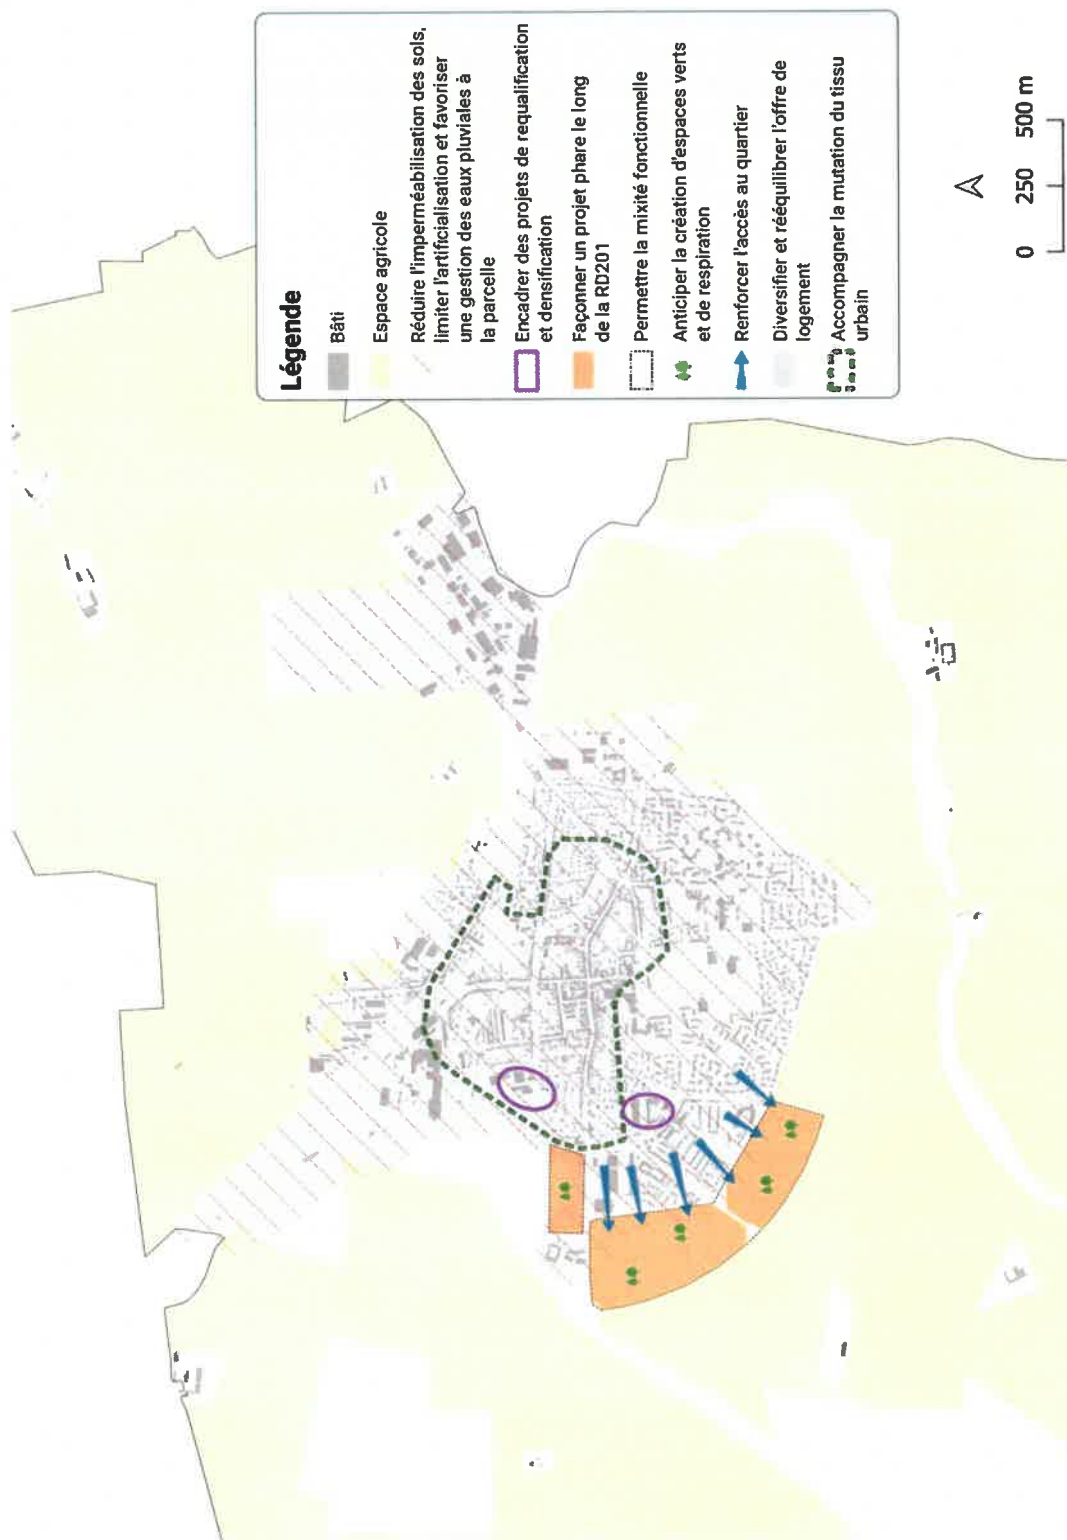 Légende
Bâti
Espace agricole
Réduire l'imperméabilisation des sols,
limiter l'artificialisation et favoriser
une gestion des eaux pluviales à
la parcelle
Encadrer des projets de requalification
et densification
Façonner un projet phare le long
de la RD201
Permettre la mixité fonctionnelle
Anticiper la création d'espaces verts
et de respiration
Renforcer l'accès au quartier
Diversifier et rééquilibrer l'offre de
logement
Accompagner la mutation du tissu
urbain
0 250 500 m